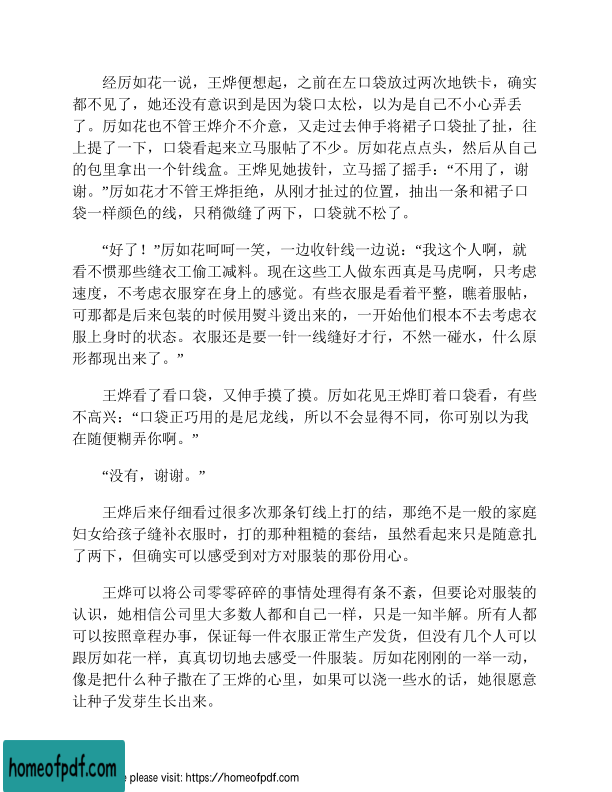 经厉如花一说，王烨便想起，之前在左口袋放过两次地铁卡，确实
都不见了，她还没有意识到是因为袋口太松，以为是自己不小心弄丢
了。厉如花也不管王烨介不介意，又走过去伸手将裙子口袋扯了扯，往
上提了一下，口袋看起来立马服帖了不少。厉如花点点头，然后从自己
的包里拿出一个针线盒。王烨见她拔针，立马摇了摇手：“不用了，谢
谢。”厉如花才不管王烨拒绝，从刚才扯过的位置，抽出一条和裙子口
袋一样颜色的线，只稍微缝了两下，口袋就不松了。
“好了！”厉如花呵呵一笑，一边收针线一边说：“我这个人啊，就
看不惯那些缝衣工偷工减料。现在这些工人做东西真是马虎啊，只考虑
速度，不考虑衣服穿在身上的感觉。有些衣服是看着平整，瞧着服帖，
可那都是后来包装的时候用熨斗烫出来的，一开始他们根本不去考虑衣
服上身时的状态。衣服还是要一针一线缝好才行，不然一碰水，什么原
形都现出来了。”
王烨看了看口袋，又伸手摸了摸。厉如花见王烨盯着口袋看，有些
不高兴：“口袋正巧用的是尼龙线，所以不会显得不同，你可别以为我
在随便糊弄你啊。”
“没有，谢谢。”
王烨后来仔细看过很多次那条钉线上打的结，那绝不是一般的家庭
妇女给孩子缝补衣服时，打的那种粗糙的套结，虽然看起来只是随意扎
了两下，但确实可以感受到对方对服装的那份用心。
王烨可以将公司零零碎碎的事情处理得有条不紊，但要论对服装的
认识，她相信公司里大多数人都和自己一样，只是一知半解。所有人都
可以按照章程办事，保证每一件衣服正常生产发货，但没有几个人可以
跟厉如花一样，真真切切地去感受一件服装。厉如花刚刚的一举一动，
像是把什么种子撒在了王烨的心里，如果可以浇一些水的话，她很愿意
让种子发芽生长出来。
homeofpdf.com
e please visit: https://homeofpdf.com